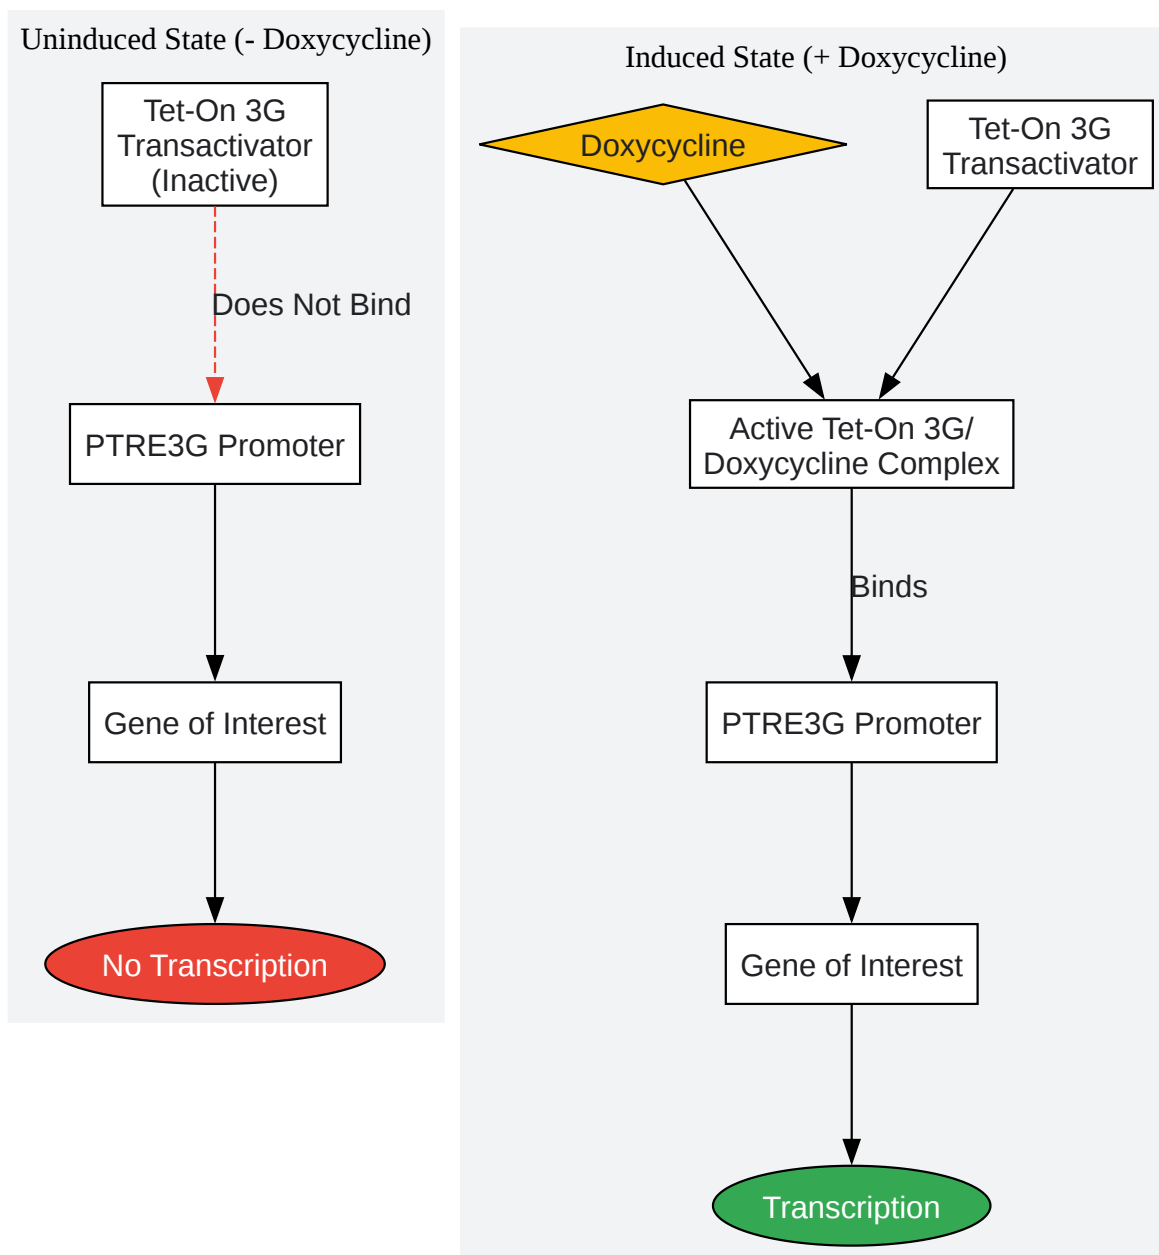 Uninduced State (- Doxycycline)
Tet-On 3G
Transactivator
(Inactive)
Does Not Bind
PTRE3G Promoter
Gene of Interest
No Transcription
Induced State (+ Doxycycline)
Doxycycline
Tet-On 3G
Transactivator
Active Tet-On 3G/
Doxycycline Complex
Binds
PTRE3G Promoter
Gene of Interest
Transcription